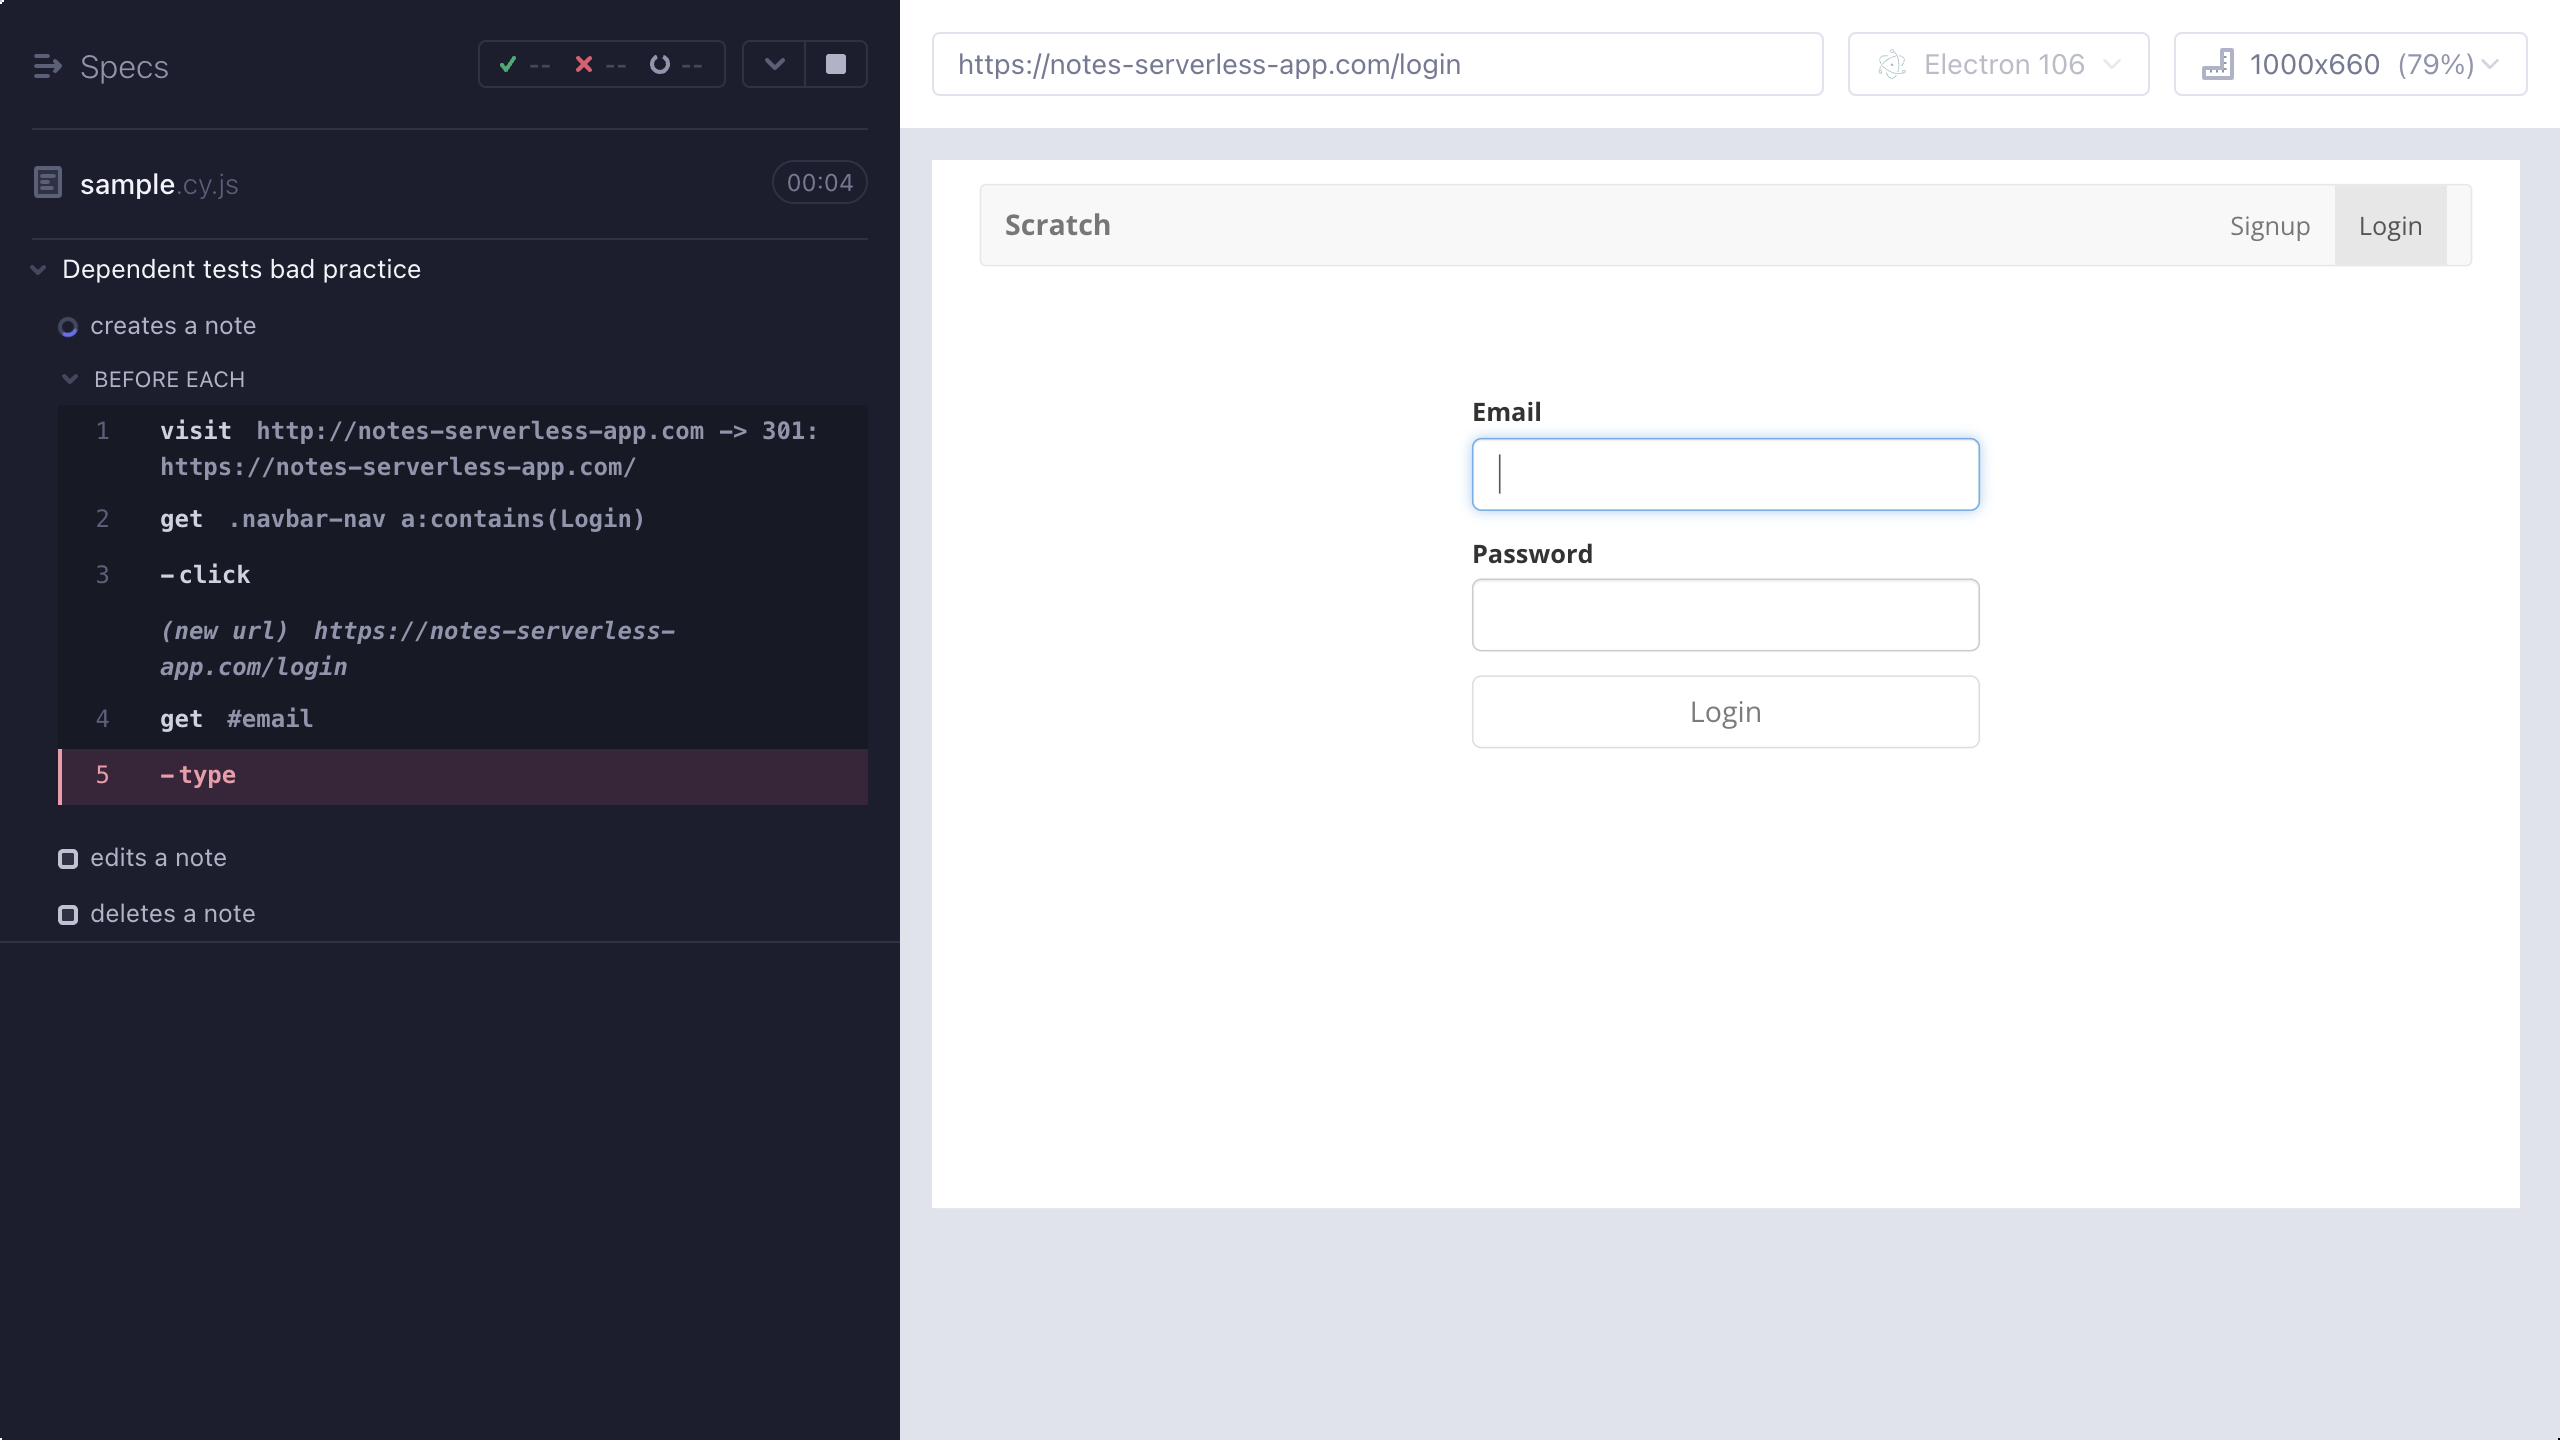 Specs
--
--
--
sample.cy.js
00:04
Dependent tests bad practice
creates a note
BEFORE EACH
1 visit http://notes-serverless-app.com -> 301:
https://notes-serverless-app.com/
2 get .navbar-nav a:contains(Login)
3 -click
(new url) https://notes-serverless-
app.com/login
4 get #email
5 -type
edits a note
deletes a note
https://notes-serverless-app.com/login
Electron 106
1000x660 (79%)
Scratch
Signup
Login
Email
Password
Login